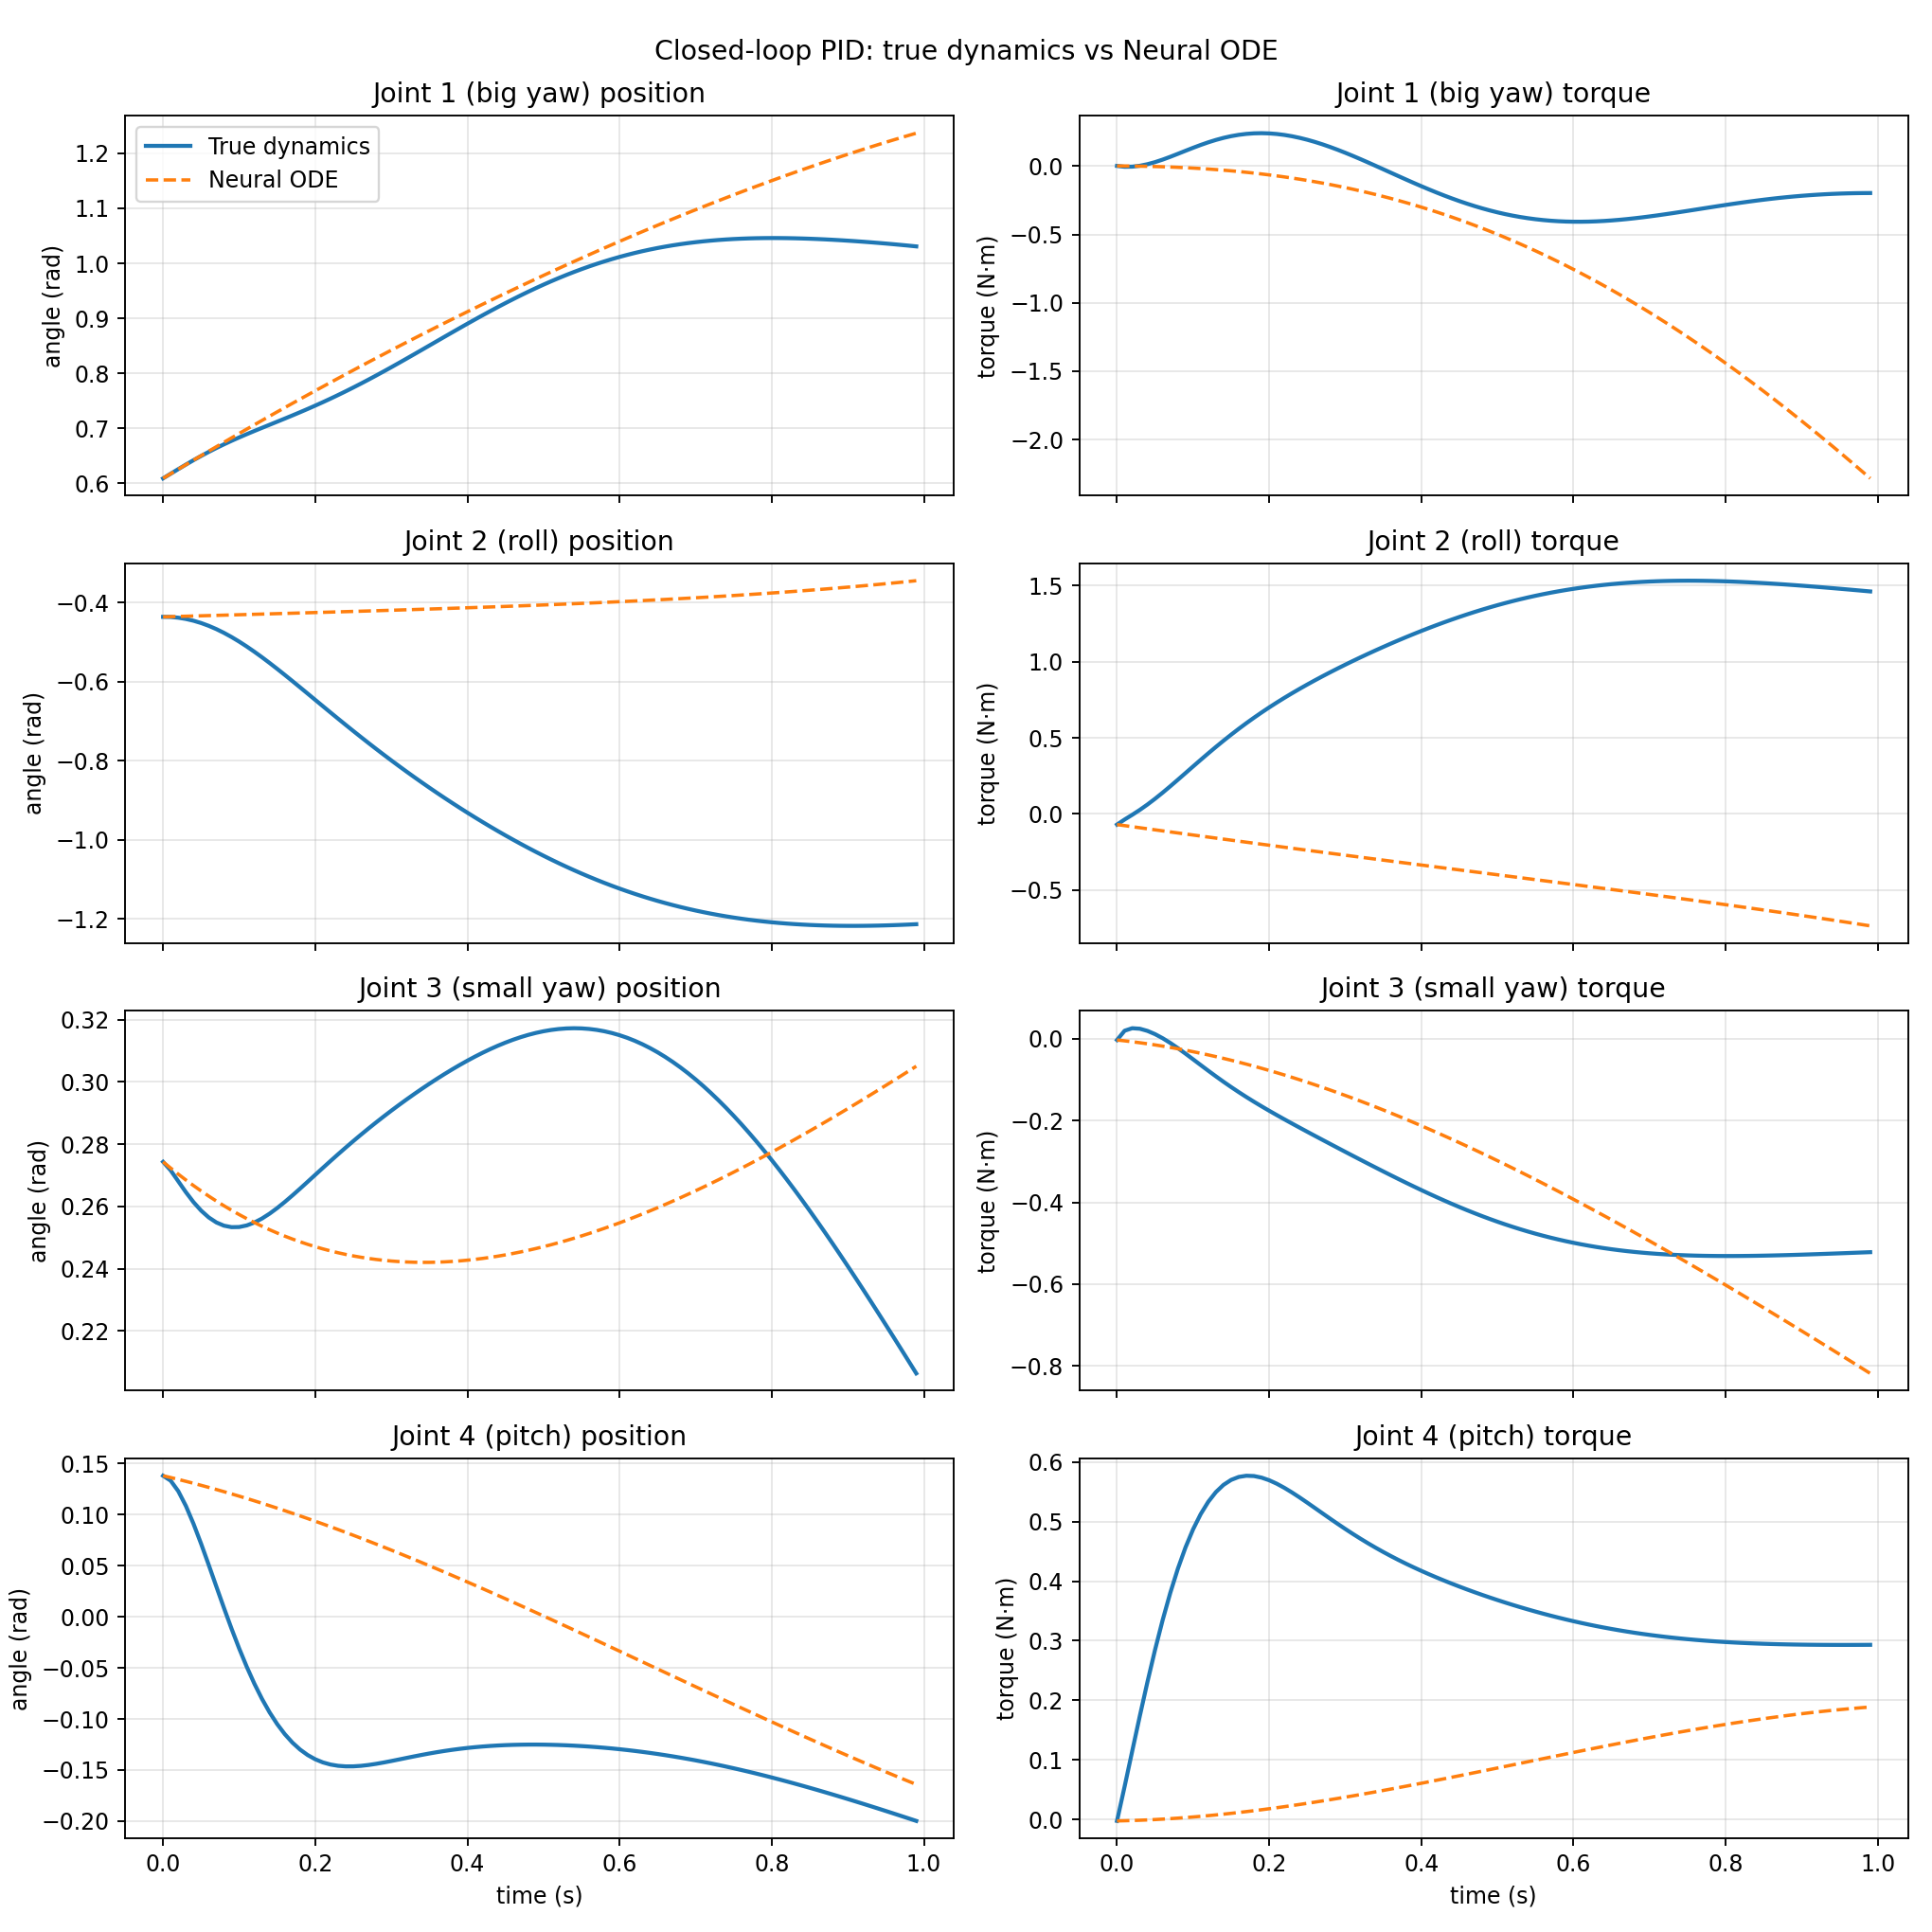 Closed-loop PID: true dynamics vs Neural ODE
Joint 1 (big yaw) position
True dynamics
Neural ODE
angle (rad)
1.2
1.1
1.0
0.9
0.8
0.7
0.6
Joint 1 (big yaw) torque
torque (N·m)
0.0
−0.5
−1.0
−1.5
−2.0
Joint 2 (roll) position
angle (rad)
−0.4
−0.6
−0.8
−1.0
−1.2
Joint 2 (roll) torque
torque (N·m)
1.5
1.0
0.5
0.0
−0.5
Joint 3 (small yaw) position
angle (rad)
0.32
0.30
0.28
0.26
0.24
0.22
Joint 3 (small yaw) torque
torque (N·m)
0.0
−0.2
−0.4
−0.6
−0.8
Joint 4 (pitch) position
angle (rad)
0.15
0.10
0.05
0.00
−0.05
−0.10
−0.15
−0.20
0.0 0.2 0.4 0.6 0.8 1.0
time (s)
Joint 4 (pitch) torque
torque (N·m)
0.6
0.5
0.4
0.3
0.2
0.1
0.0
0.0 0.2 0.4 0.6 0.8 1.0
time (s)